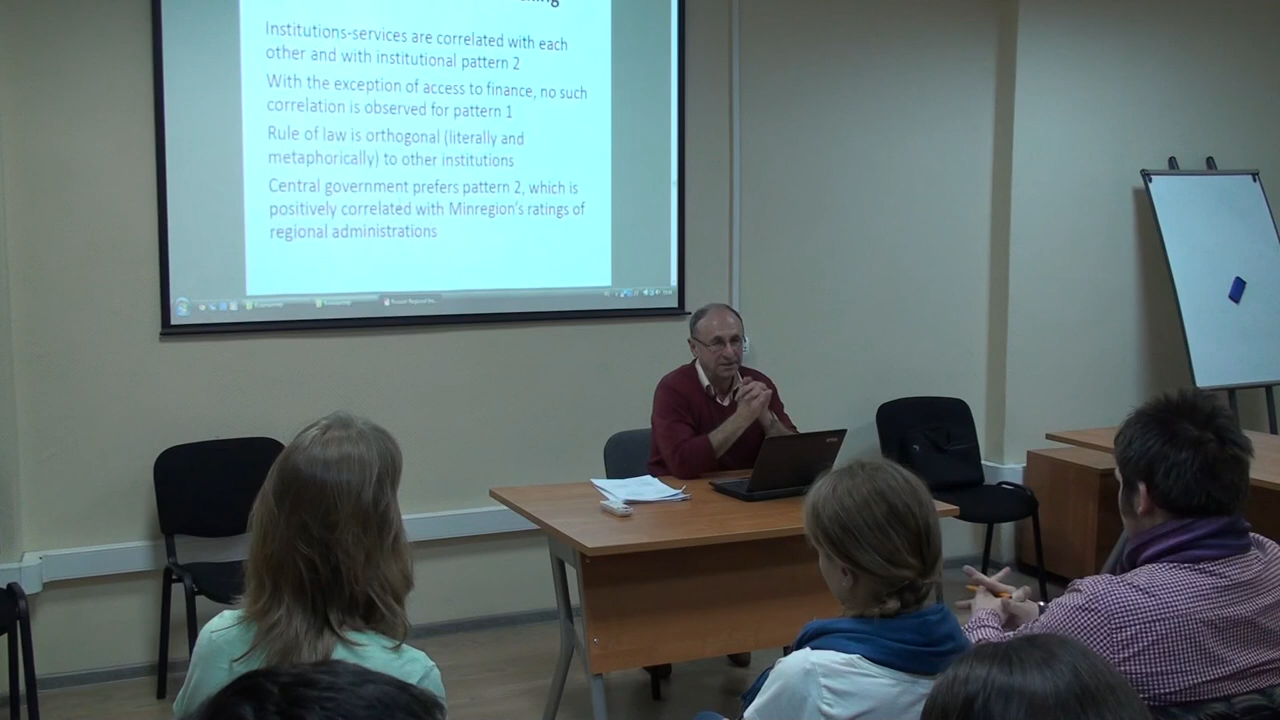 Institutions-services are correlated with each
other and with institutional pattern 2
With the exception of access to finance, no such
correlation is observed for pattern 1
Rule of law is orthogonal (literally and
metaphorically) to other institutions
Central government prefers pattern 2, which is
positively correlated with Minregion's ratings of
regional administrations